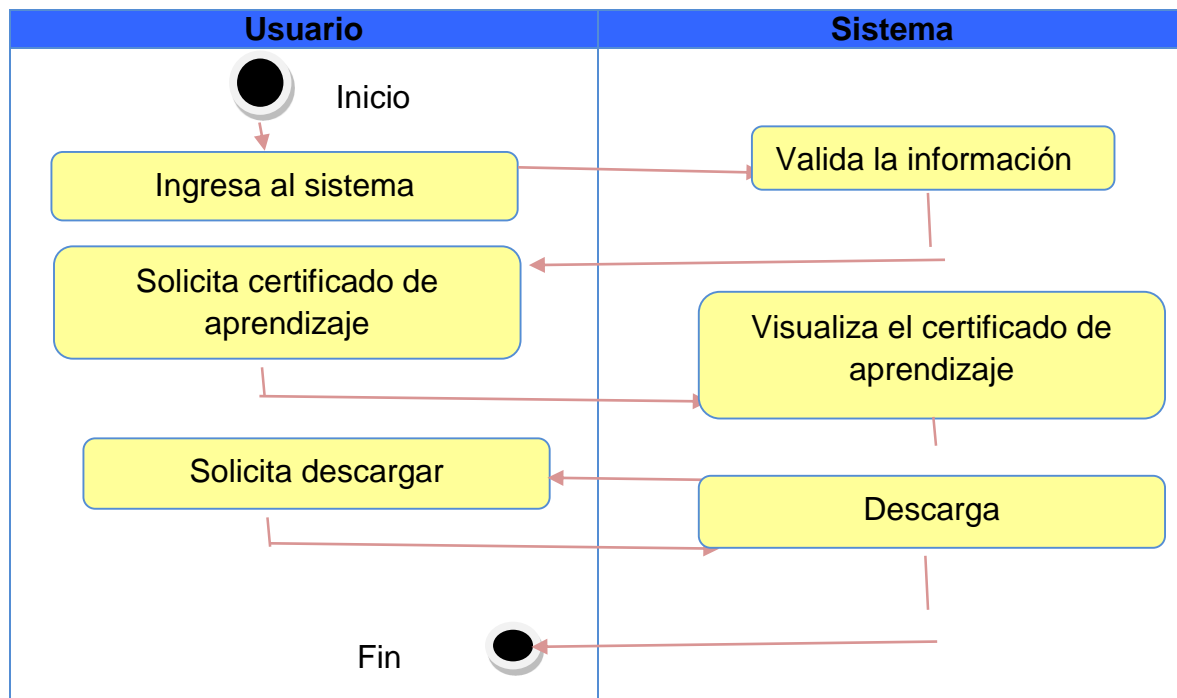 Usuario
Sistema
Inicio
Ingresa al sistema
Valida la información
Solicita certificado de
aprendizaje
Visualiza el certificado de
aprendizaje
Solicita descargar
Descarga
Fin